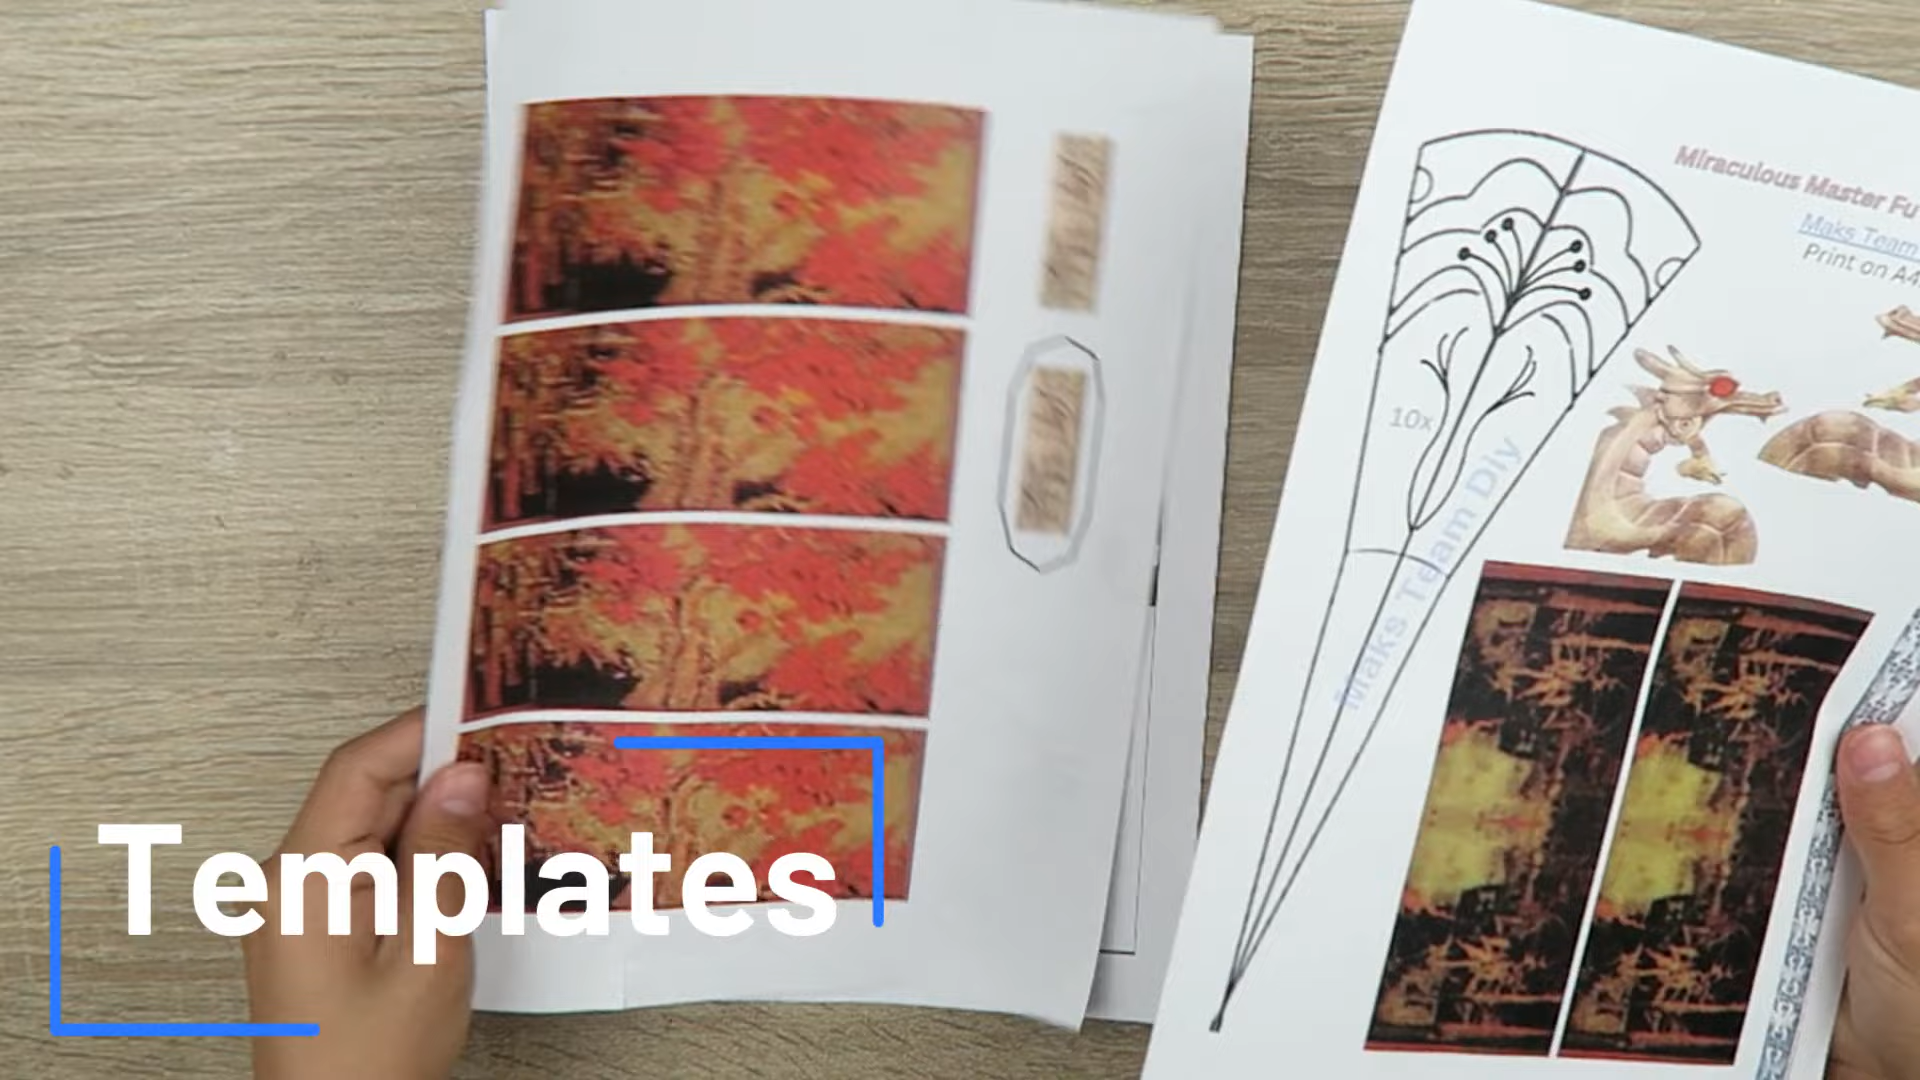 Miraculous Master Fu
Maks Team
Print on A4
10x
Maks Team Diy
Templates